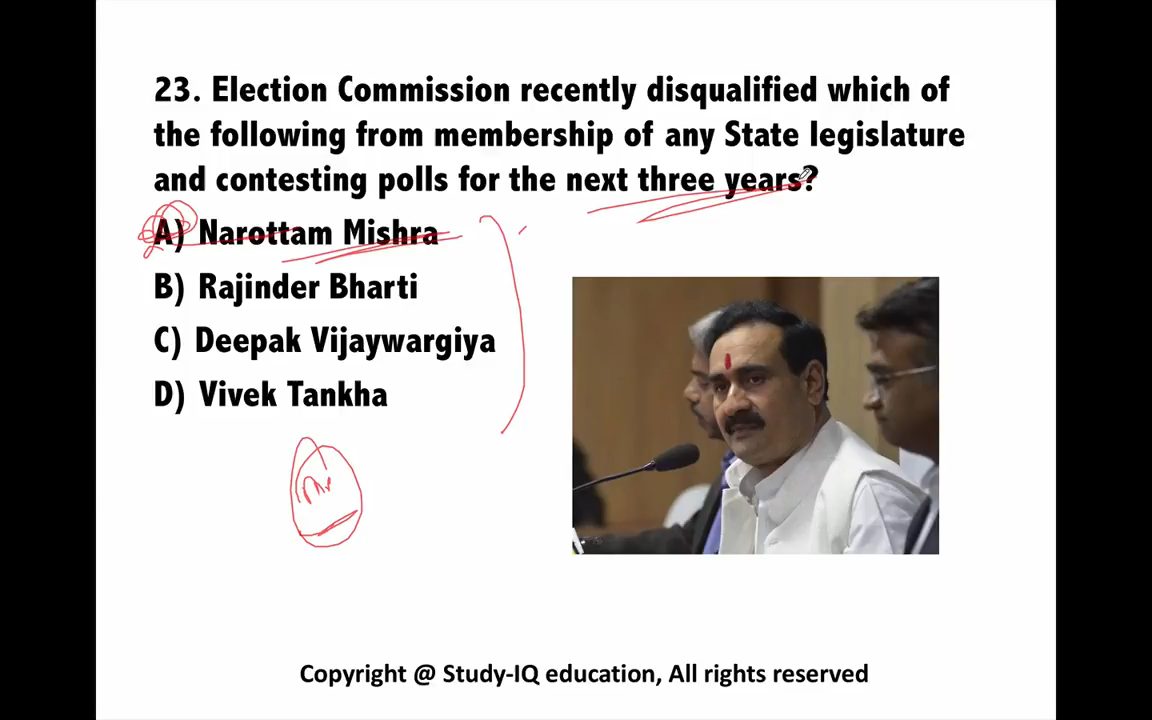 23. Election Commission recently disqualified which of
the following from membership of any State legislature
and contesting polls for the next three years?
A) Narottam Mishra
B) Rajinder Bharti
C) Deepak Vijaywargiya
D) Vivek Tankha
Copyright @ Study-IQ education, All rights reserved